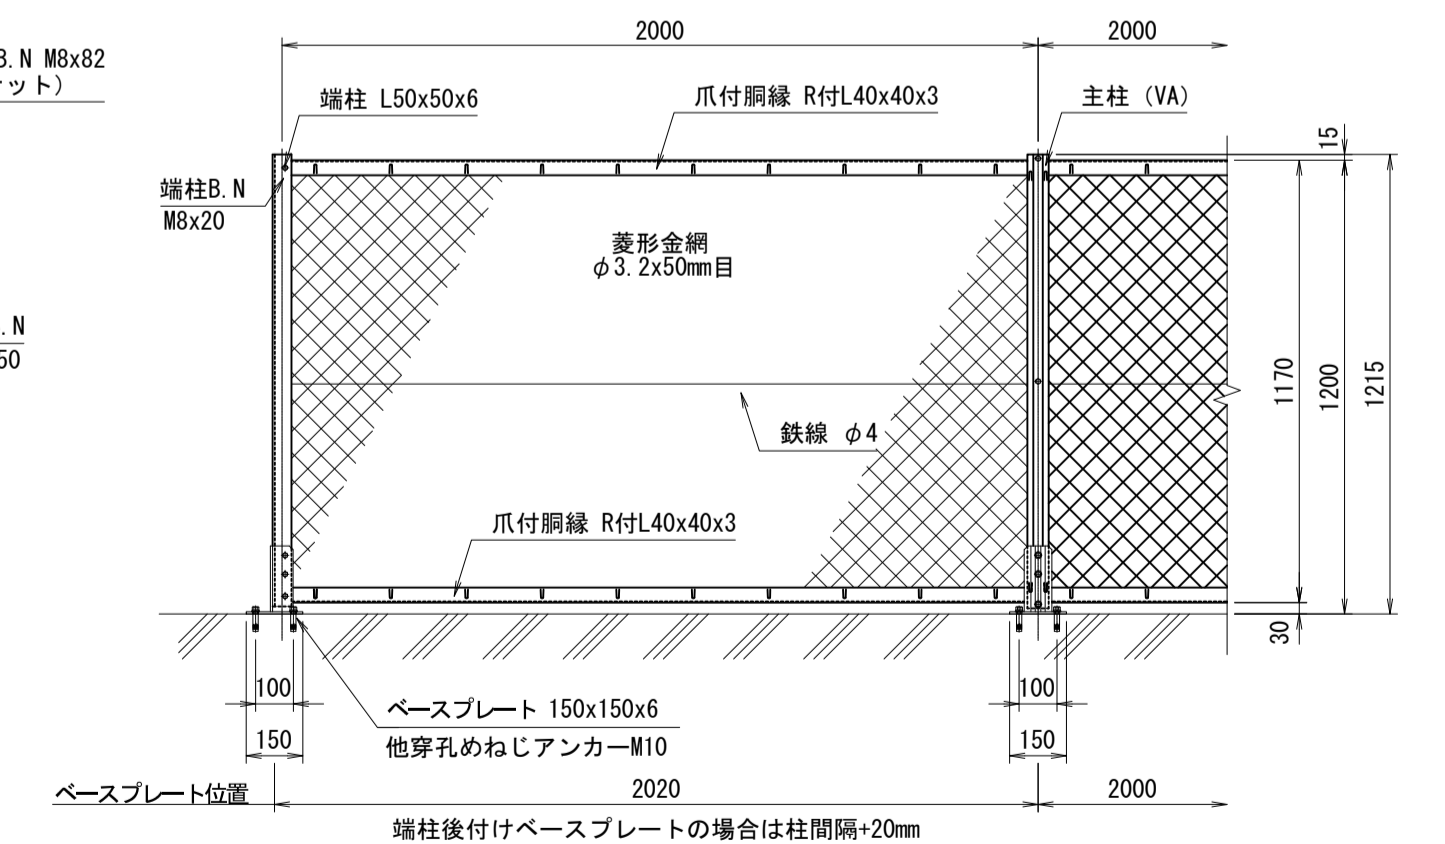 2000
2000
B.N M8x82
ット）
端柱 L50x50x6
爪付胴縁 R付L40x40x3
主柱（VA）
15
端柱B.N
M8x20
菱形金網
φ3.2x50mm目
.N
50
1170
1200
1215
鉄線 φ4
爪付胴縁 R付L40x40x3
30
100
100
ベースプレート 150x150x6
150
150
他穿孔めねじアンカーM10
ベースプレート位置
2020
2000
端柱後付けベースプレートの場合は柱間隔+20mm